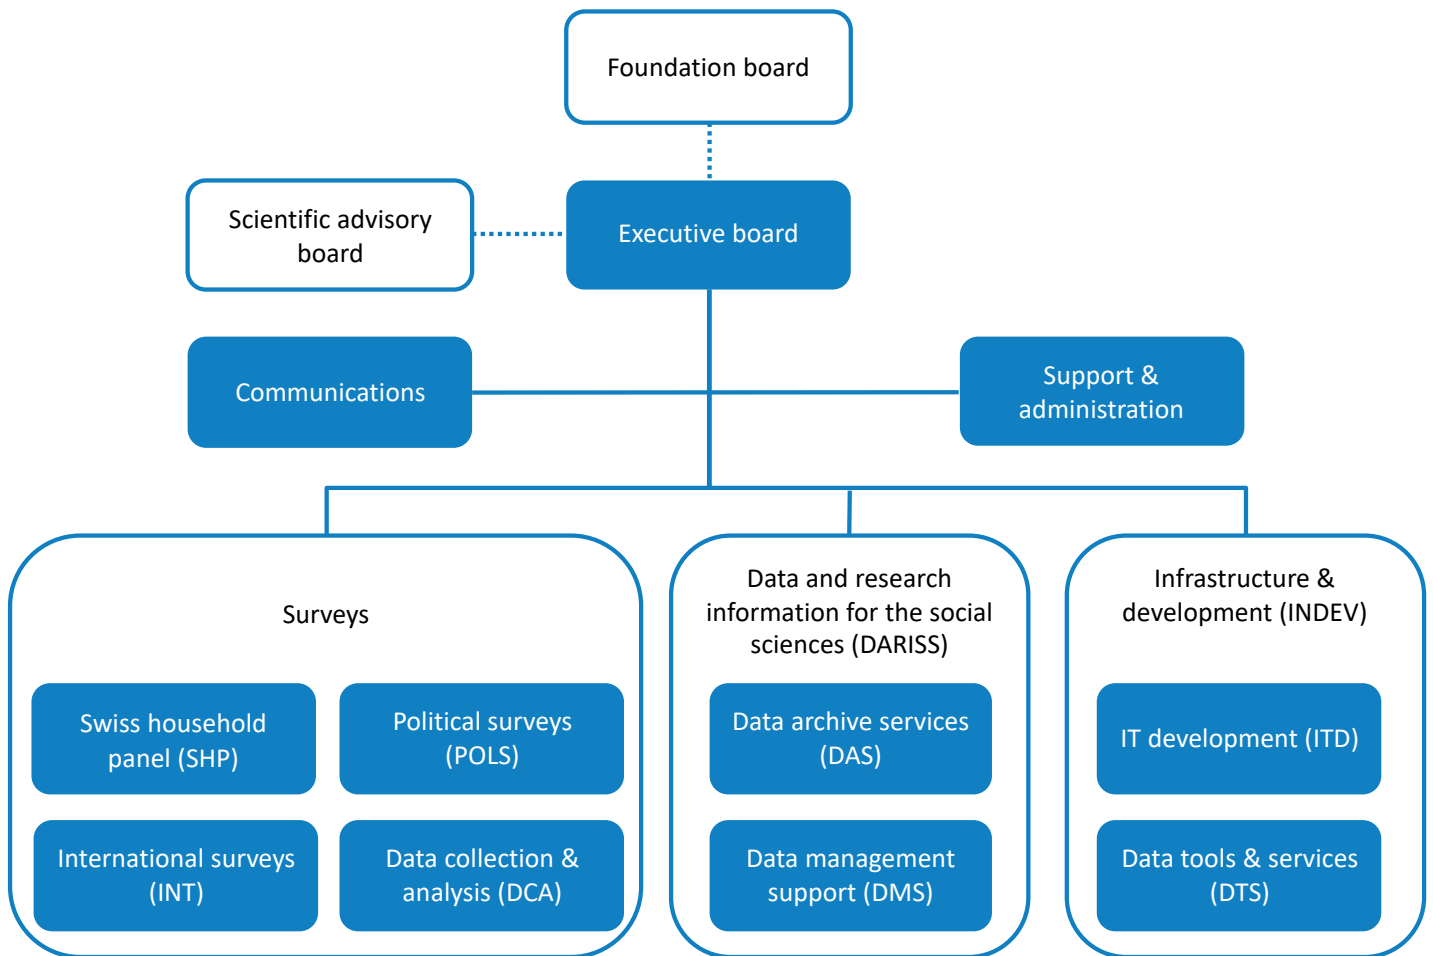 Foundation board
Scientific advisory
board
Executive board
Communications
Support &
administration
Surveys
Swiss household
panel (SHP)
Political surveys
(POLS)
International surveys
(INT)
Data collection &
analysis (DCA)
Data and research
information for the social
sciences (DARISS)
Data archive services
(DAS)
Data management
support (DMS)
Infrastructure &
development (INDEV)
IT development (ITD)
Data tools & services
(DTS)